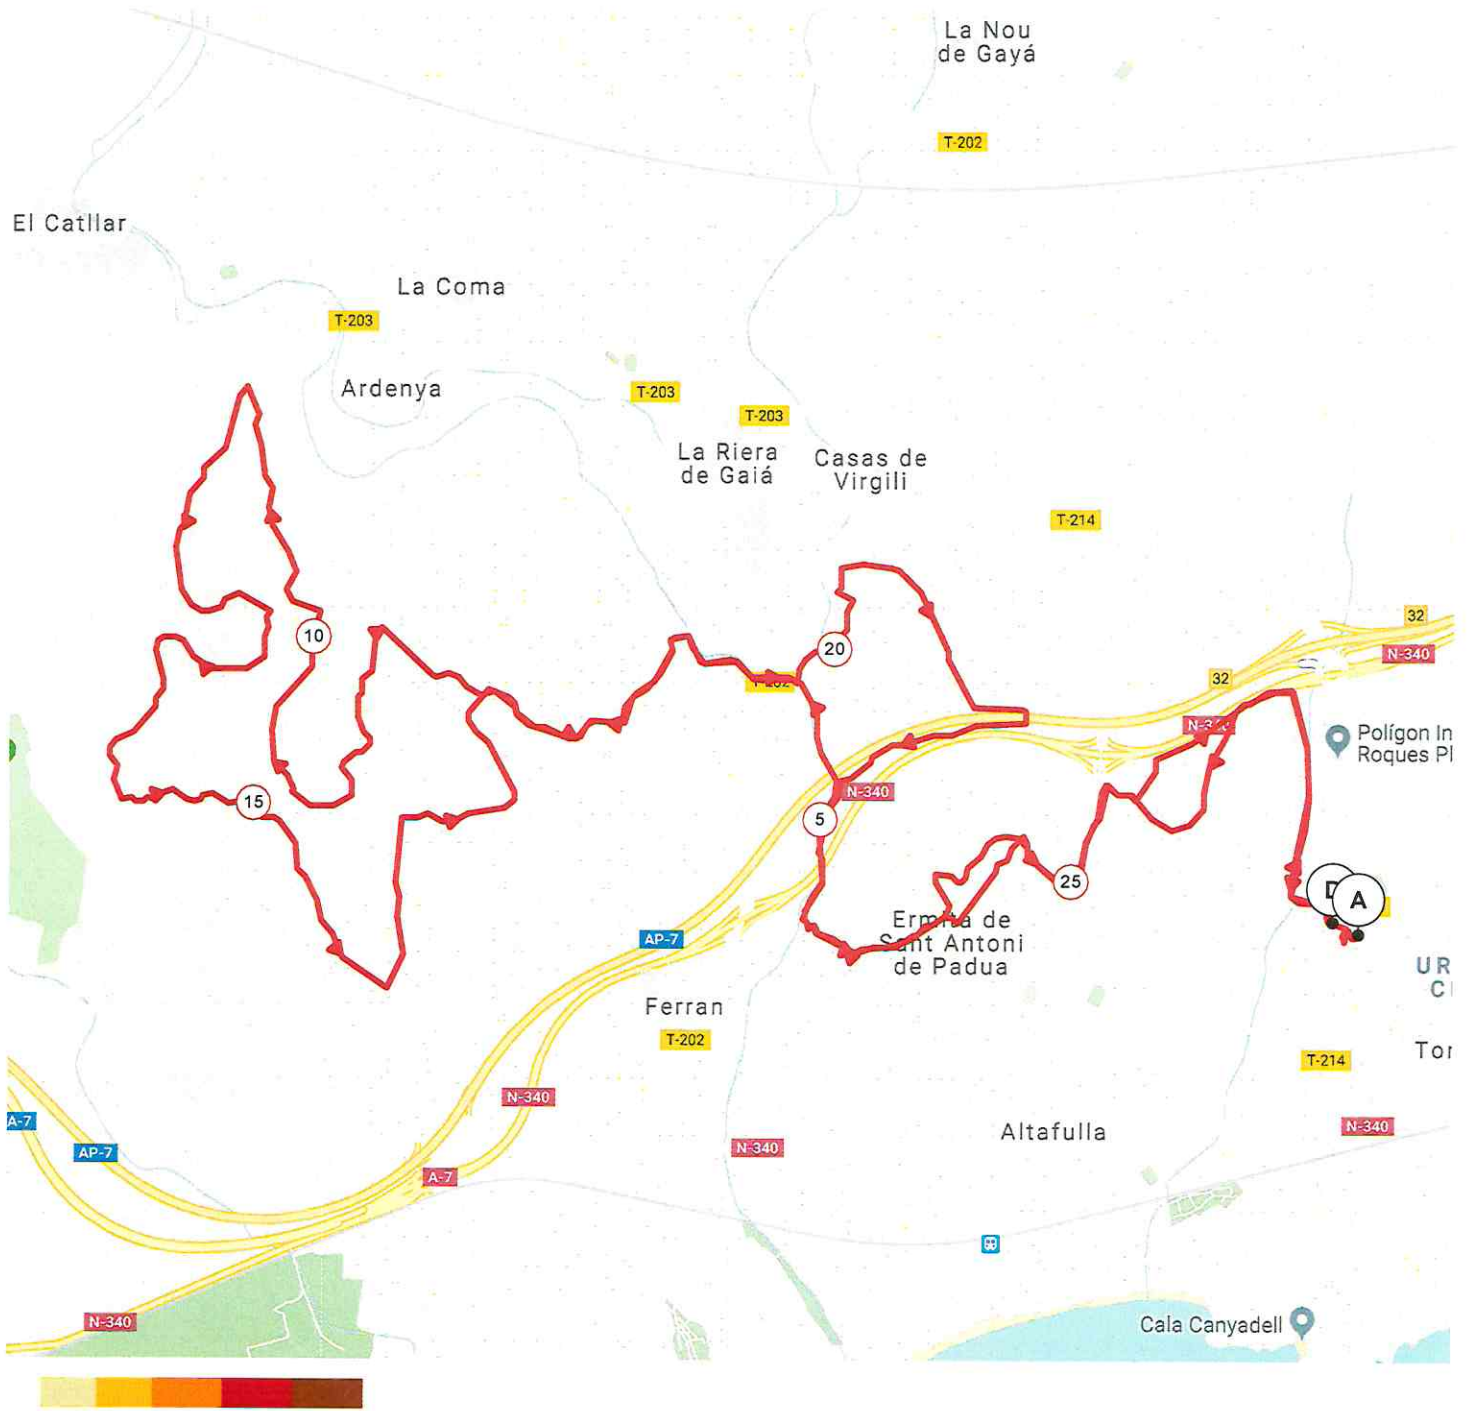 La Nou
de Gayá
T-202
El Catllar
La Coma
T-203
Ardenya
T-203
T-203
La Riera
de Gaiá
Casas de
Virgili
T-214
32
10
20
N-340
32
T-202
N-340
Polígon In
Roques Pl
15
N-340
5
25
D
A
Ermita de
Sant Antoni
de Padua
AP-7
UR
Ferran
T-202
Tor
T-214
N-340
A-7
N-340
Altafulla
AP-7
N-340
A-7
Cala Canyadell
N-340